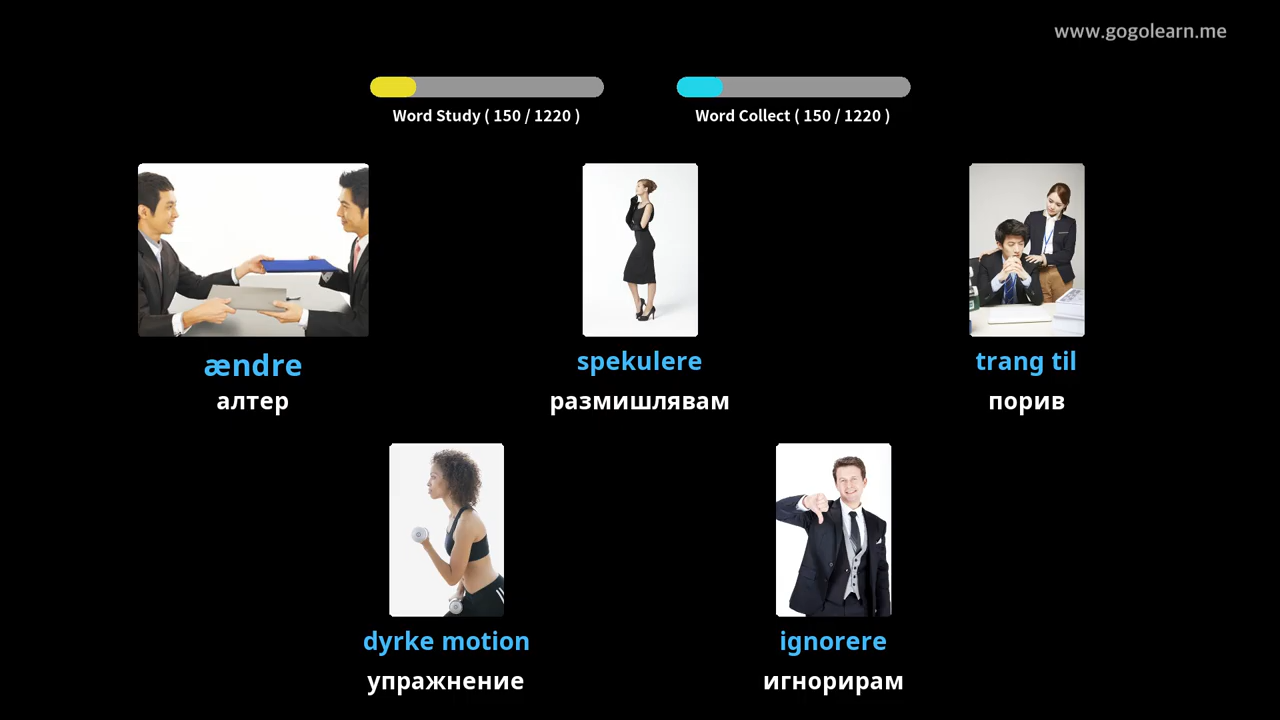 www.gogolearn.me
Word Study ( 150 / 1220 )
Word Collect ( 150 / 1220 )
ændre
spekulere
trang til
алтер
размишлявам
порив
dyrke motion
ignorere
упражнение
игнорирам